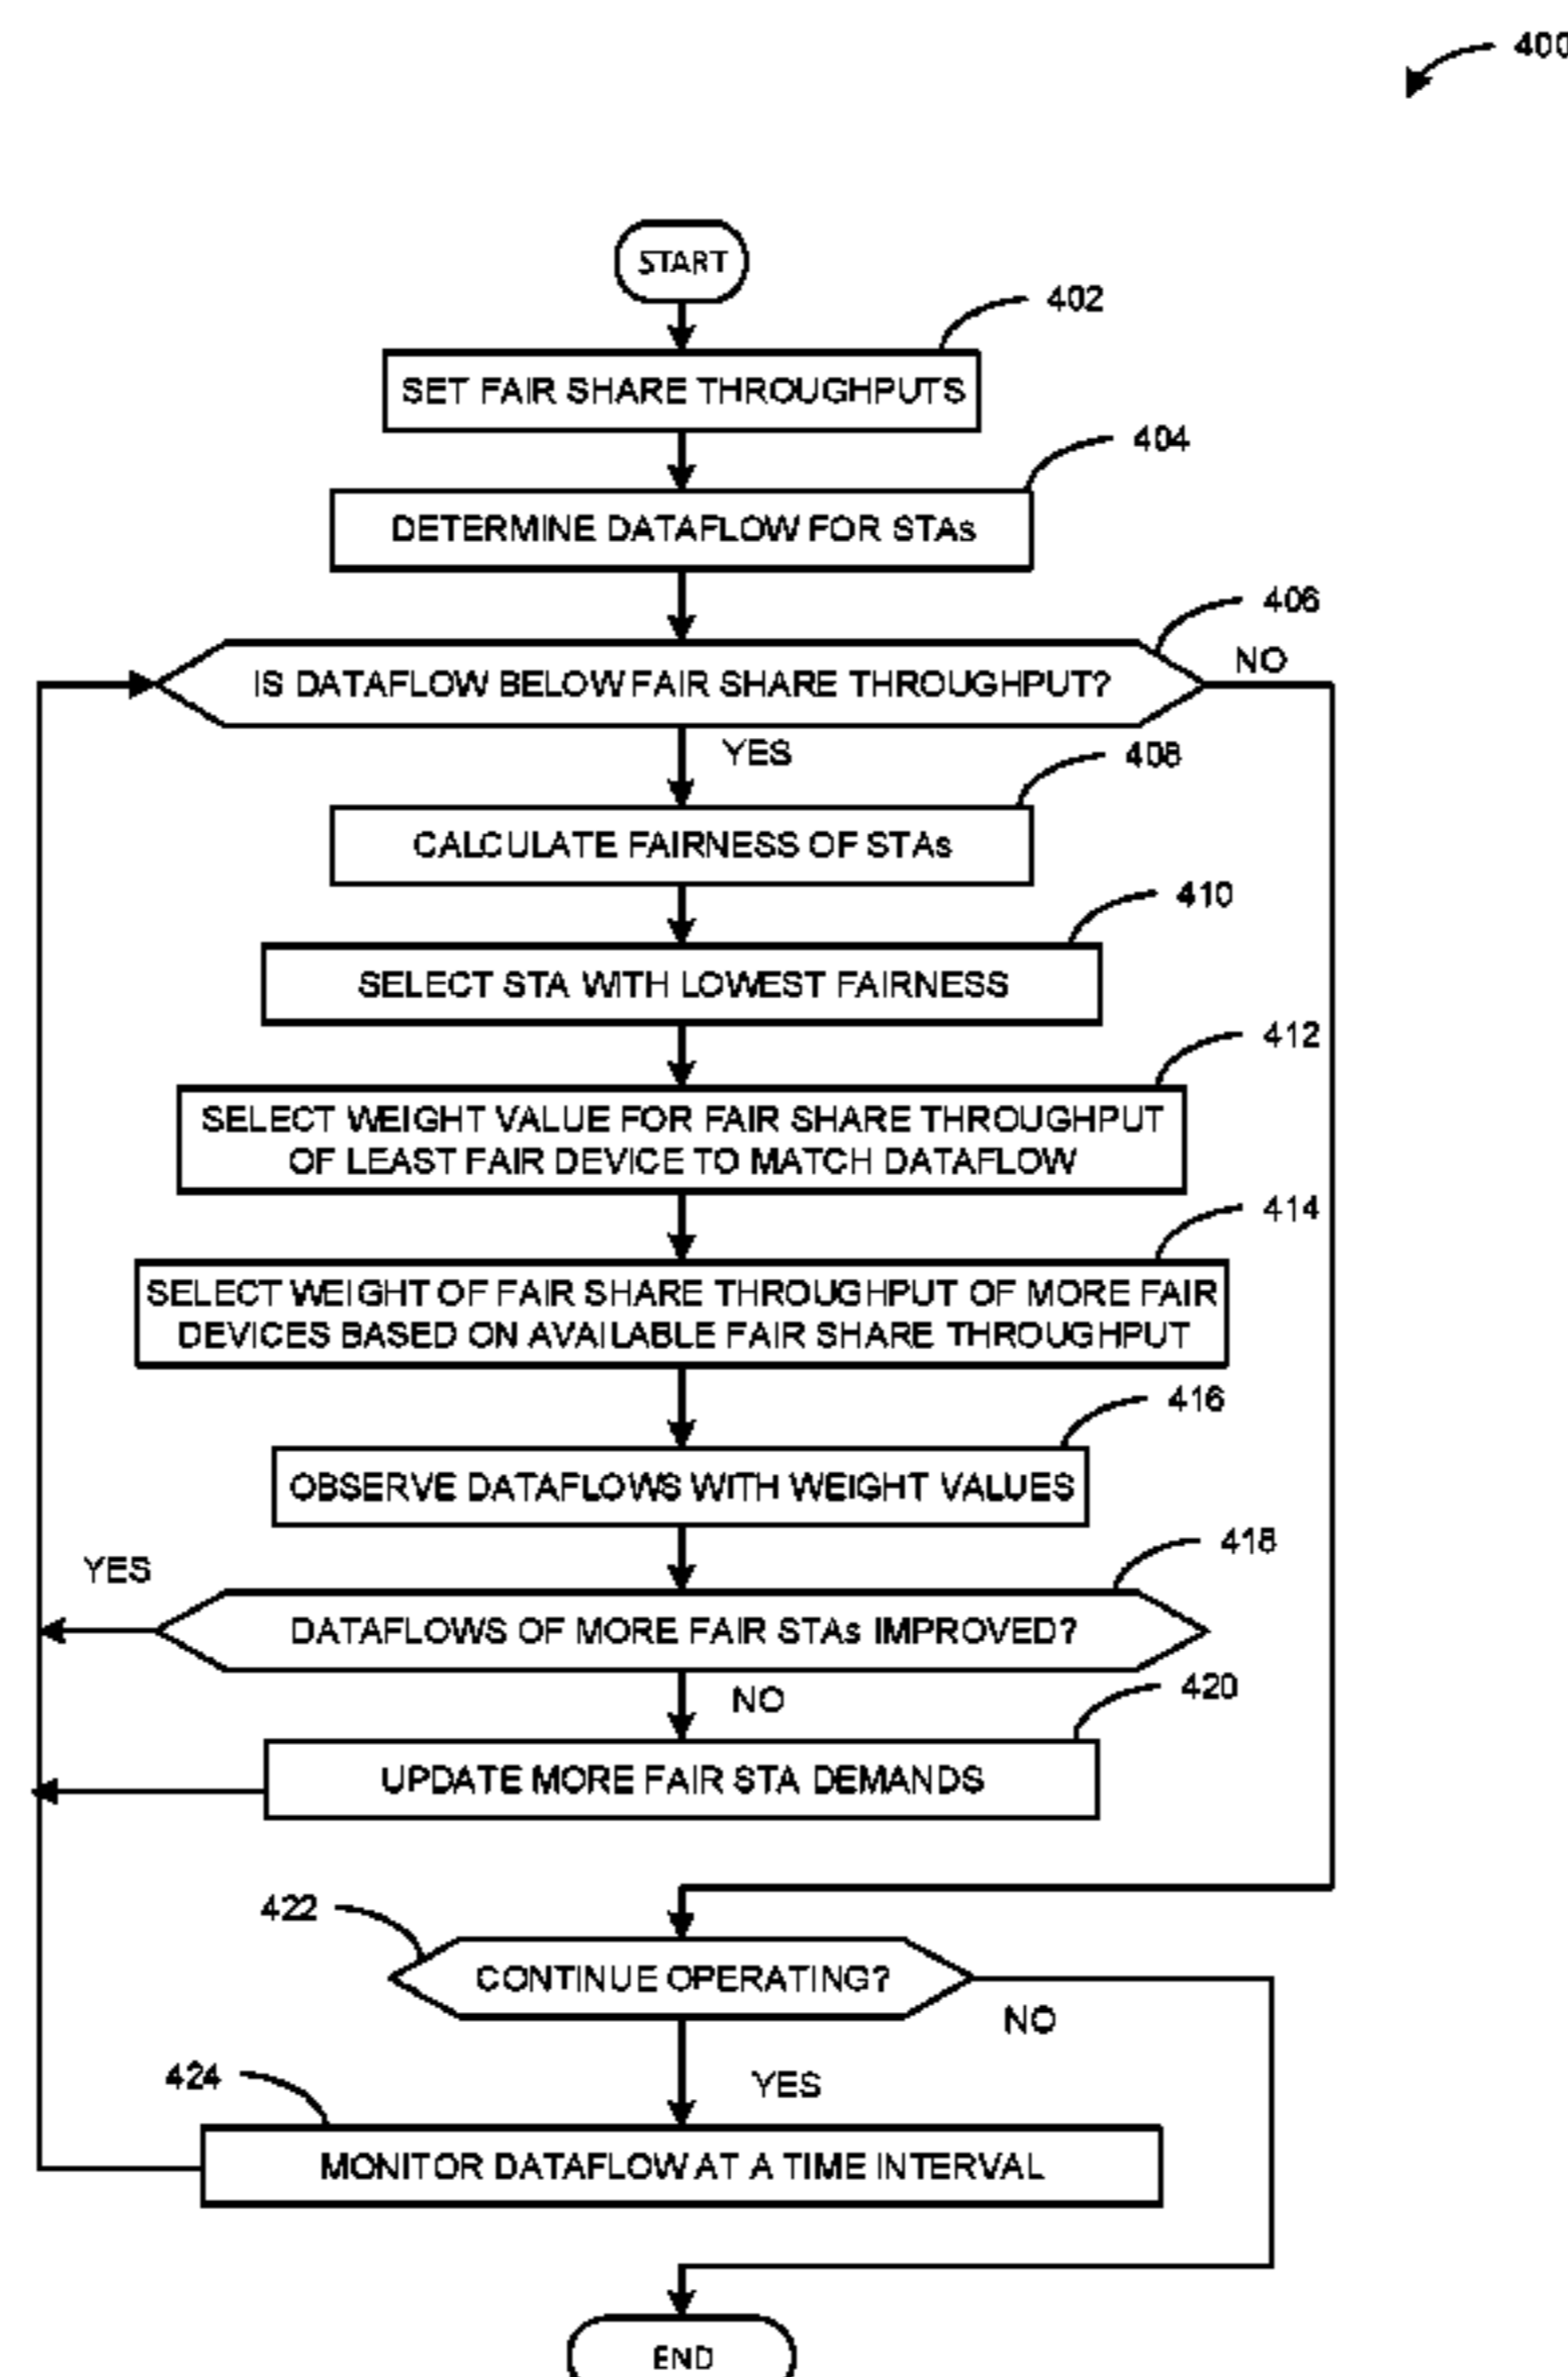 400
START
402
SET FAIR SHARE THROUGHPUTS
404
DETERMINE DATAFLOW FOR STAs
406
IS DATAFLOW BELOW FAIR SHARE THROUGHPUT?
NO
YES
408
CALCULATE FAIRNESS OF STAs
410
SELECT STA WITH LOWEST FAIRNESS
412
SELECT WEIGHT VALUE FOR FAIR SHARE THROUGHPUT
OF LEAST FAIR DEVICE TO MATCH DATAFLOW
414
SELECT WEIGHT OF FAIR SHARE THROUGHPUT OF MORE FAIR
DEVICES BASED ON AVAILABLE FAIR SHARE THROUGHPUT
416
OBSERVE DATAFLOWS WITH WEIGHT VALUES
418
YES
DATAFLOWS OF MORE FAIR STAs IMPROVED?
NO
420
UPDATE MORE FAIR STA DEMANDS
422
CONTINUE OPERATING?
NO
YES
424
MONITOR DATAFLOW AT A TIME INTERVAL
END